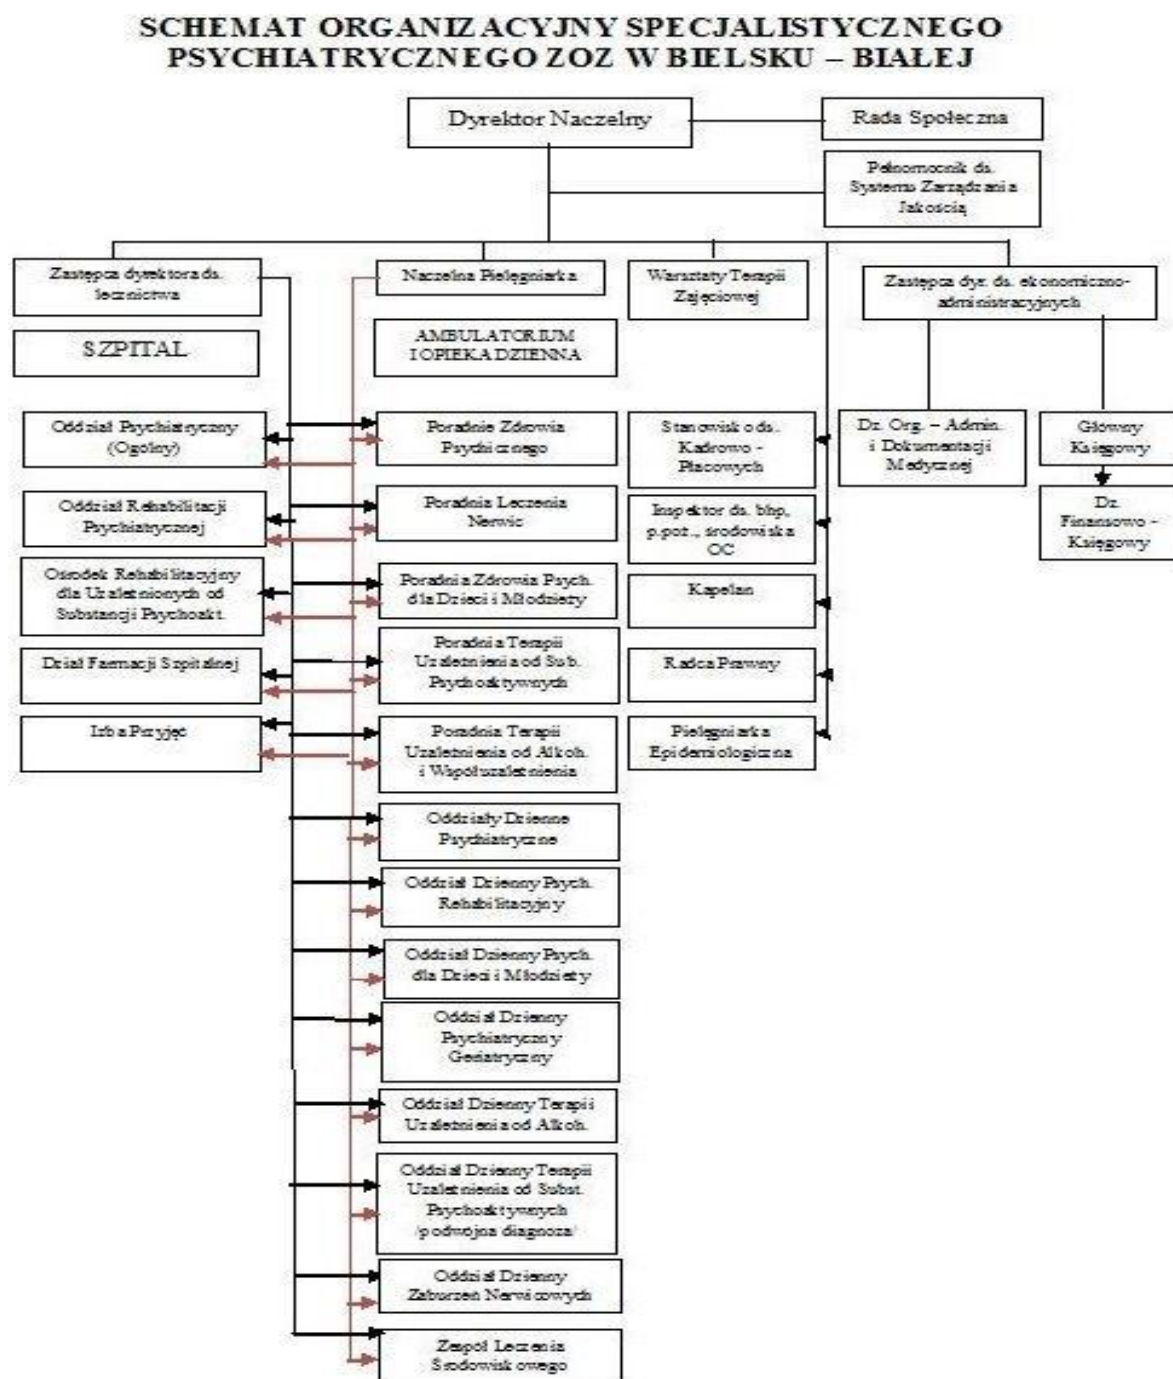 SCHEMAT ORGANIZACYJNY SPECJALISTYCZNEGO
PSYCHIATRYCZNEGO ZOZ W BIELSKU – BIAŁEJ
Dyrektor Naczelny
Rada Społeczna
Pełnomocnik ds.
Systemu Zarządzania
Jakością
Zastępca dyrektora ds.
lecznictwa
Naczelna Pielęgniarka
Warsztaty Terapii
Zajęciowej
Zastępca dyr. ds. ekonomiczno-
administracyjnych
SZPITAL
AMBULATORIUM
I OPIEKA DZIENNA
Oddział Psychiatryczny
(Ogólny)
Oddział Rehabilitacji
Psychiatrycznej
Ośrodek Rehabilitacyjny
dla Uzależnionych od
Substancji Psychoakt.
Dział Farmacji Szpitalnej
Izba Przyjęć
Poradnie Zdrowia
Psychicznego
Poradnia Leczenia
Nerwic
Poradnia Zdrowia Psych.
dla Dzieci i Młodzieży
Poradnia Terapii
Uzależnienia od Sub.
Psychoaktywnych
Poradnia Terapii
Uzależnienia od Alkoh.
i Współuzależnienia
Oddziały Dzienne
Psychiatryczne
Oddział Dzienny Psych.
Rehabilitacyjny
Oddział Dzienny Psych.
dla Dzieci i Młodzieży
Oddział Dzienny
Psychiatryczny
Geriatryczny
Oddział Dzienny Terapii
Uzależnienia od Alkoh.
Oddział Dzienny Terapii
Uzależnienia od Subst.
Psychoaktywnych
/podwójna diagnoza/
Oddział Dzienny
Zaburzeń Nerwicowych
Zespół Leczenia
Środowiskowego
Stanowisko ds.
Kadrowo -
Płacowych
Inspektor ds. bhp,
p.poż., środowiska
OC
Kapelan
Radca Prawny
Pielęgniarka
Epidemiologiczna
Dz. Org. – Admin.
i Dokumentacji
Medycznej
Główny
Księgowy
Dz.
Finansowo -
Księgowy